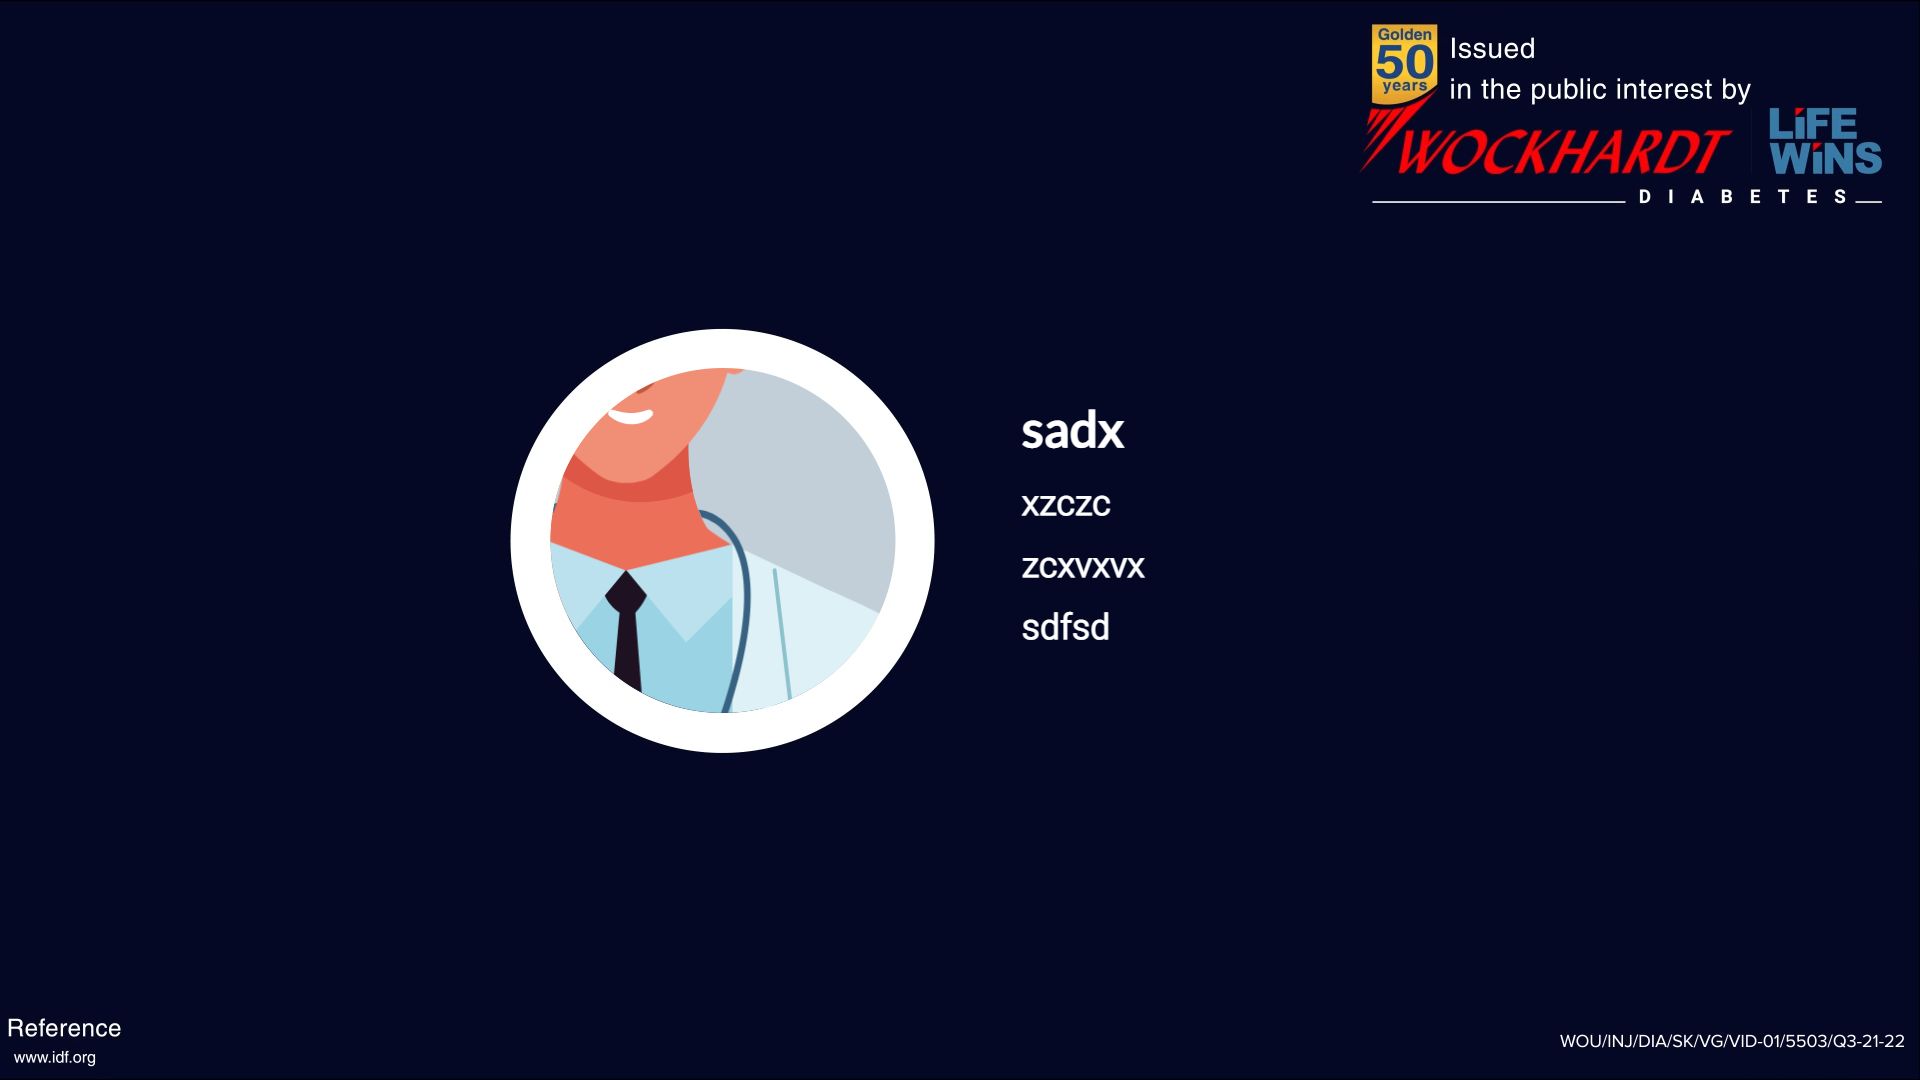 Golden
50
years
Issued
in the public interest by
WOCKHARDT
LiFE
WiNS
DIABETES
sadx
xzczc
zcxvxvx
sdfsd
Reference
www.idf.org
WOU/INJ/DIA/SK/VG/VID-01/5503/Q3-21-22